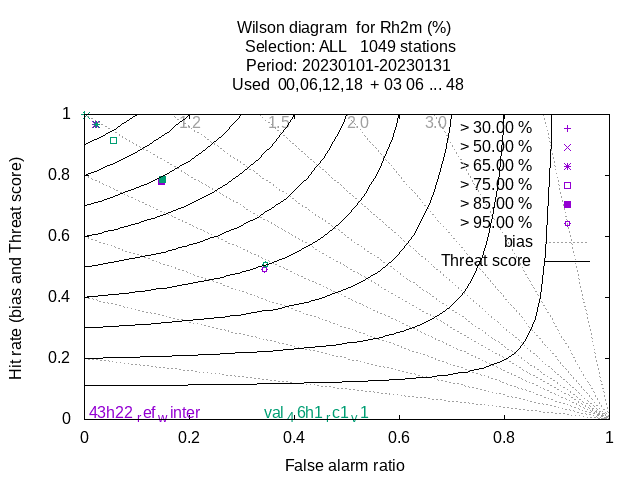 Wilson diagram  for Rh2m (%)
Selection: ALL   1049 stations
Period: 20230101-20230131
Used  00,06,12,18  + 03 06 ... 48
1.2 1.5 2.0 3.0
> 30.00 %
> 50.00 %
> 65.00 %
> 75.00 %
> 85.00 %
> 95.00 %
bias
Threat score
Hit rate (bias and Threat score)
1
0.8
0.6
0.4
0.2
0
43h22refwinter val46h1rc1v1
0 0.2 0.4 0.6 0.8 1
False alarm ratio